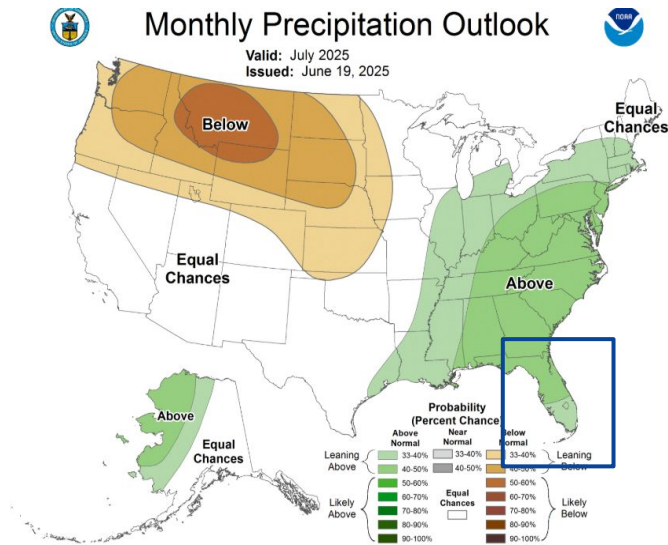 Monthly Precipitation Outlook
NOAA
Valid: July 2025
Issued: June 19, 2025
Below
Equal
Chances
Equal
Chances
Above
Above
Equal
Chances
Probability
(Percent Chance)
Above
Normal
Near
Normal
Below
Normal
Leaning
Above
33-40%
40-50%
33-40%
40-50%
33-40%
40-50%
Leaning
Below
Likely
Above
50-60%
60-70%
70-80%
80-90%
90-100%
Equal
Chances
50-60%
60-70%
70-80%
80-90%
90-100%
Likely
Below